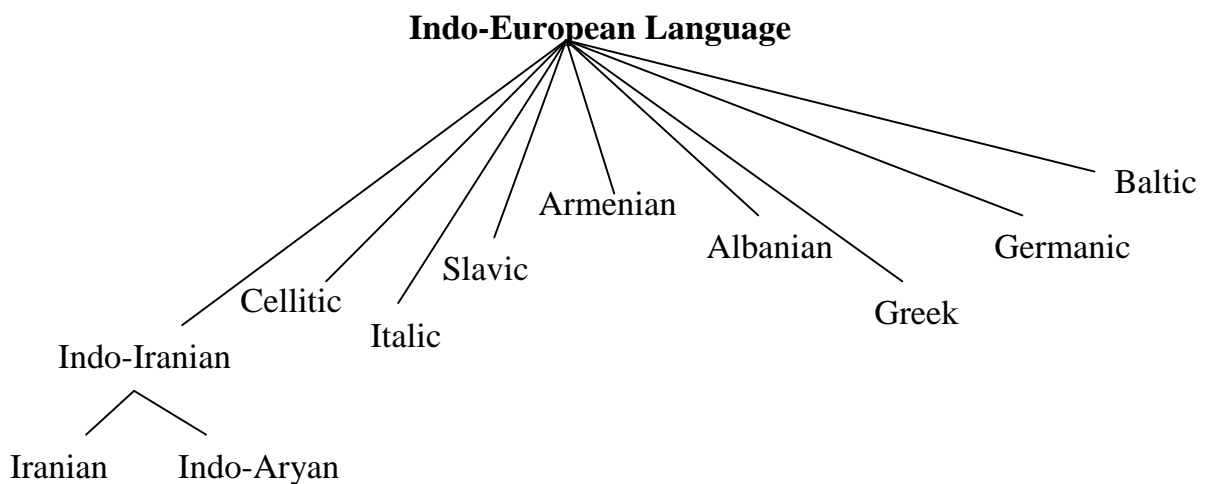 Indo-European Language
Baltic
Armenian
Albanian
Germanic
Slavic
Cellitic
Greek
Italic
Indo-Iranian
Iranian
Indo-Aryan